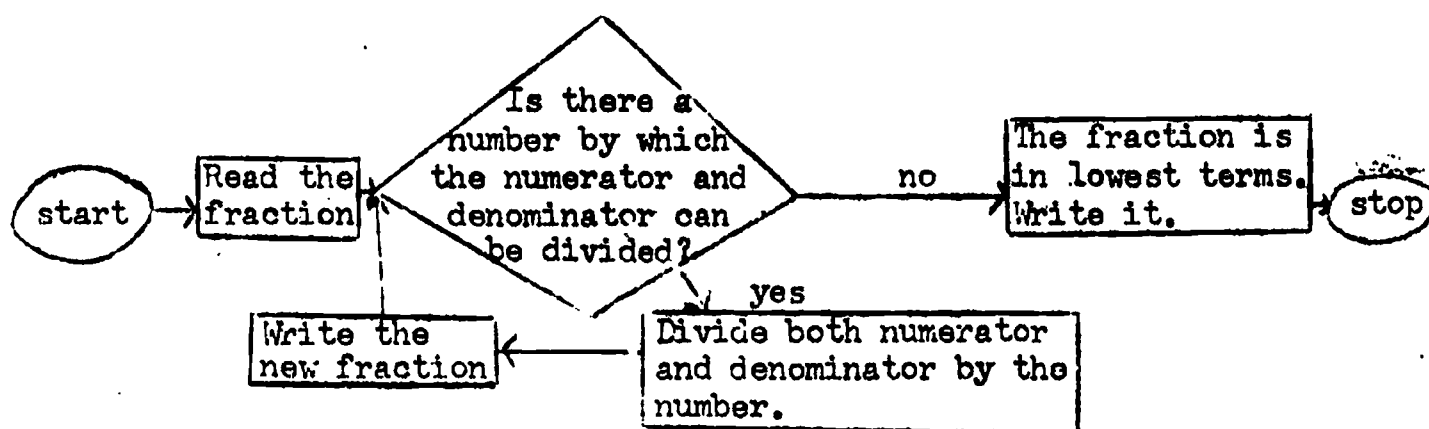 start
Read the
fraction
Is there a
number by which
the numerator and
denominator can
be divided?
no
The fraction is
in lowest terms.
Write it.
stop
yes
Divide both numerator
and denominator by the
number.
Write the
new fraction